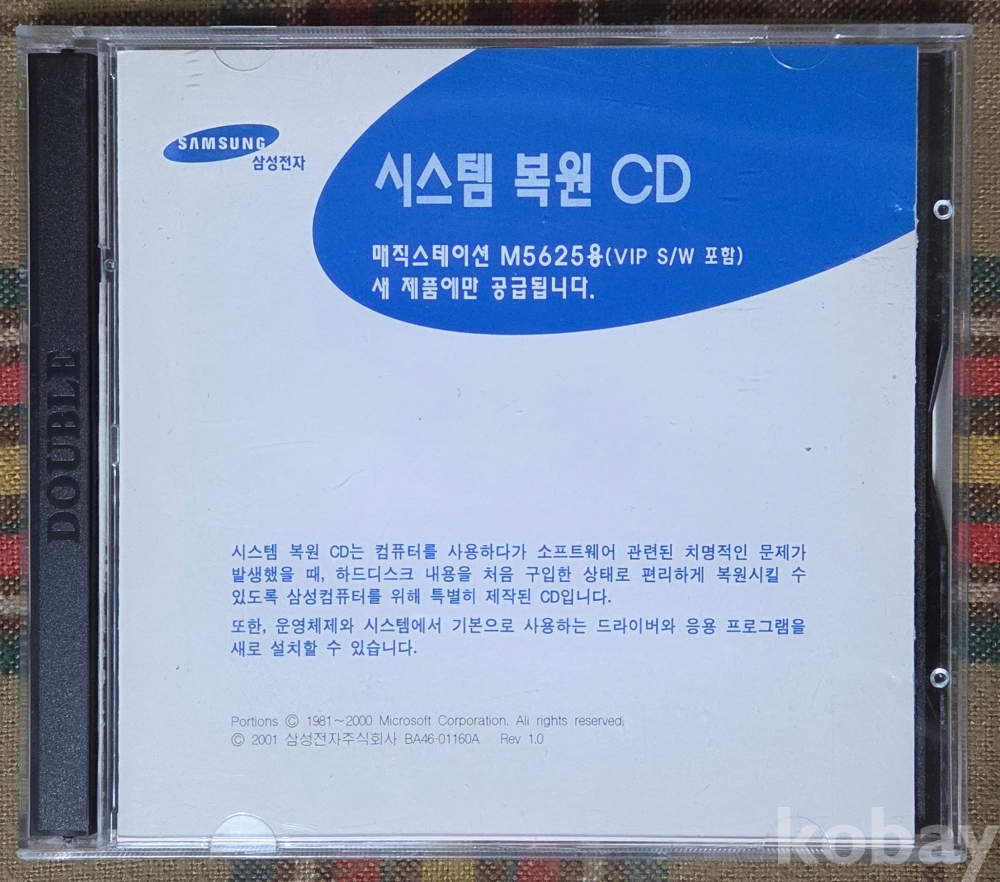 SAMSUNG
삼성전자
시스템 복원 CD
매직스테이션 M5625용(VIP S/W 포함)
새 제품에만 공급됩니다.
DOUBLE
시스템 복원 CD는 컴퓨터를 사용하다가 소프트웨어 관련된 치명적인 문제가
발생했을 때, 하드디스크 내용을 처음 구입한 상태로 편리하게 복원시킬 수
있도록 삼성컴퓨터를 위해 특별히 제작된 CD입니다.
또한, 운영체제와 시스템에서 기본으로 사용하는 드라이버와 응용 프로그램을
새로 설치할 수 있습니다.
Portions © 1981~2000 Microsoft Corporation. All rights reserved;
© 2001 삼성전자주식회사 BA46-01160A Rev 1.0
kobay